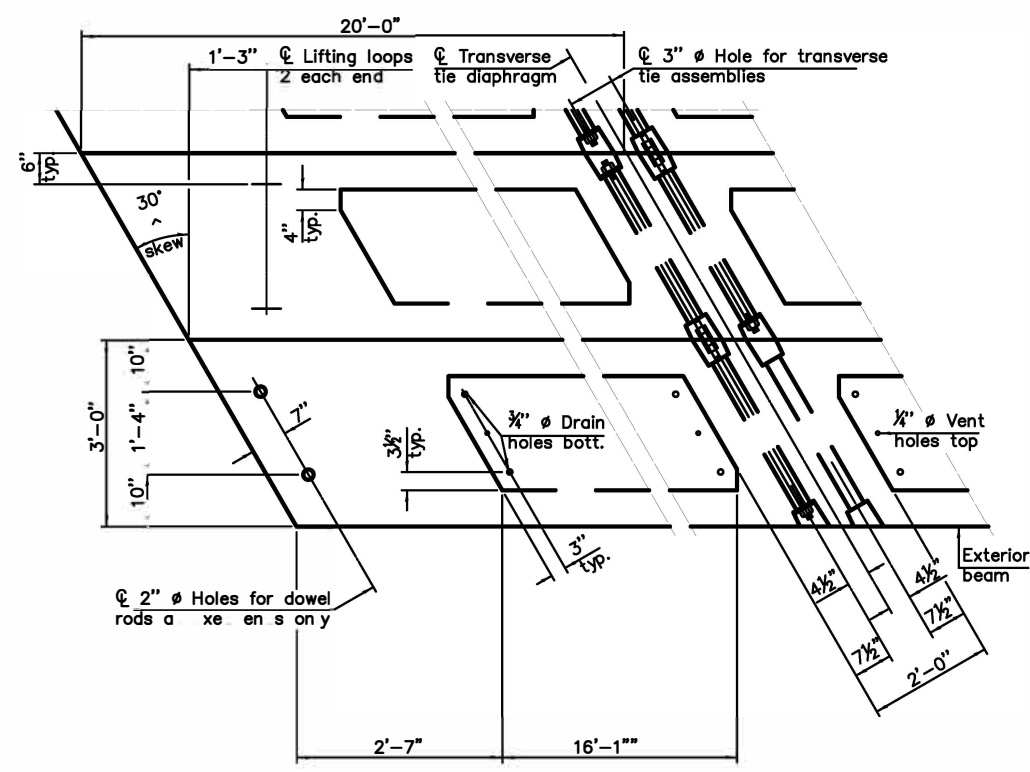 20'-0"
1'-3"
℄ Lifting loops
2 each end
℄ Transverse
tie diaphragm
℄ 3" ø Hole for transverse
tie assemblies
6"
typ.
30°
skew
4"
typ.
10"
1'-4"
10"
3'-0"
7"
3½"
typ.
¾" ø Drain
holes bott.
¼" ø Vent
holes top
3"
typ.
Exterior
beam
℄ 2" ø Holes for dowel
rods
4½"
7½"
4½"
7½"
2'-0"
2'-7"
16'-1""